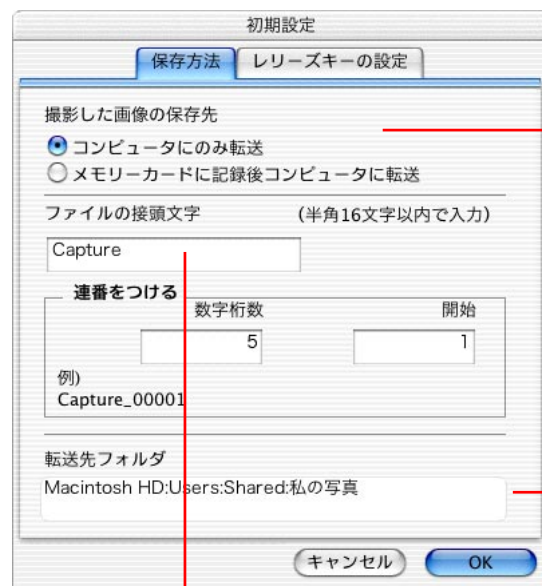 初期設定
保存方法 レリーズキーの設定
撮影した画像の保存先
コンピュータにのみ転送
メモリーカードに記録後コンピュータに転送
ファイルの接頭文字 (半角16文字以内で入力)
Capture
連番をつける
数字桁数 開始
5 1
例)
Capture_00001
転送先フォルダ
Macintosh HD:Users:Shared:私の写真
キャンセル OK